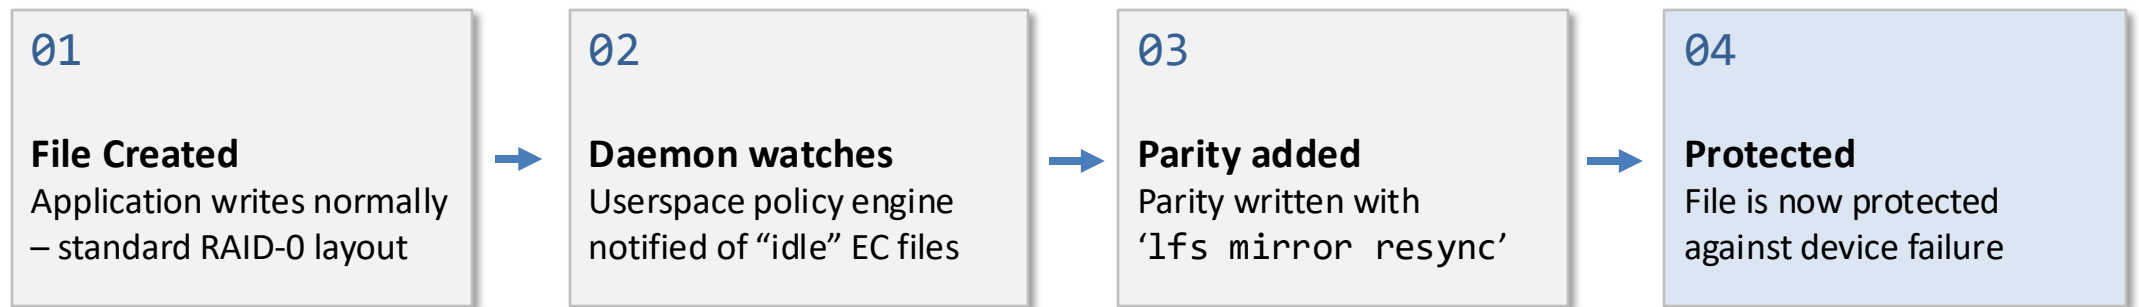 01
File Created
Application writes normally
– standard RAID-0 layout
02
Daemon watches
Userspace policy engine
notified of “idle” EC files
03
Parity added
Parity written with
‘lfs mirror resync’
04
Protected
File is now protected
against device failure